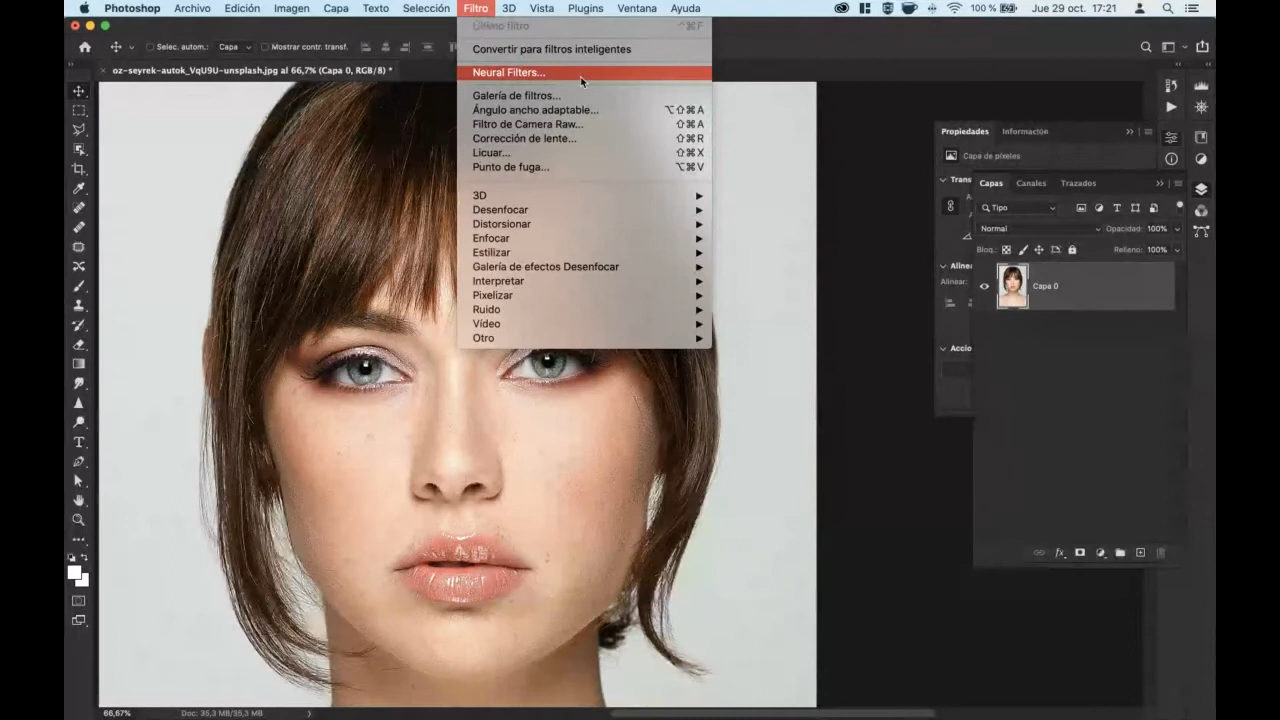 Photoshop Archivo Edición Imagen Capa Texto Selección Filtro 3D Vista Plugins Ventana Ayuda 100 % Jue 29 oct. 17:21
Último filtro ⌃⌘F
Selec. autom.: Capa Mostrar contr. transf.
Convertir para filtros inteligentes
oz-seyrek-autok_VqU9U-unsplash.jpg al 66,7% (Capa 0, RGB/8) *
Neural Filters...
Galería de filtros...
Ángulo ancho adaptable... ⌥⇧⌘A
Filtro de Camera Raw... ⇧⌘A
Corrección de lente... ⇧⌘R
Licuar... ⇧⌘X
Punto de fuga... ⌥⌘V
3D
Desenfocar
Distorsionar
Enfocar
Estilizar
Galería de efectos Desenfocar
Interpretar
Pixelizar
Ruido
Vídeo
Otro
Propiedades Información
Capa de píxeles
Trans
Alinea
Alinear:
Accio
Capas Canales Trazados
Tipo
Normal Opacidad: 100%
Bloq.: Relleno: 100%
Capa 0
66,67% Doc: 35,3 MB/35,3 MB